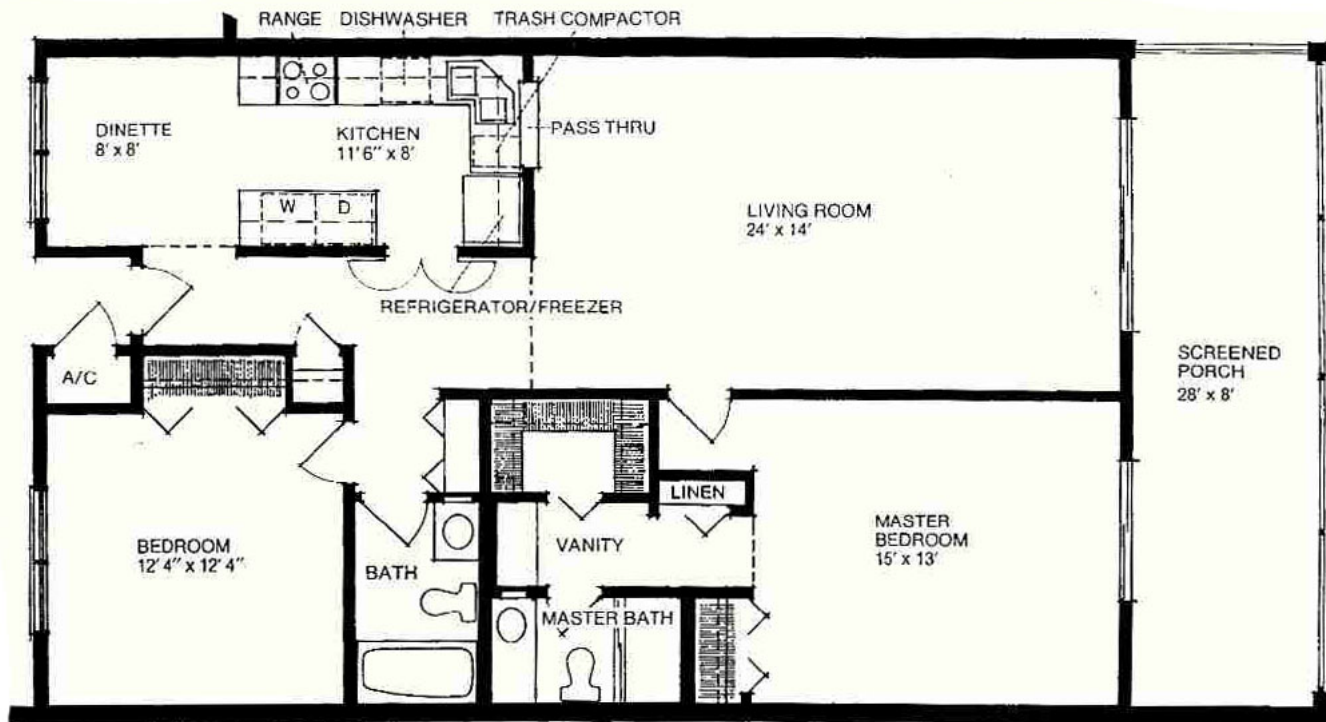 RANGE DISHWASHER TRASH COMPACTOR
DINETTE
8' x 8'
KITCHEN
11' 6" x 8'
PASS THRU
W D
LIVING ROOM
24' x 14'
REFRIGERATOR/FREEZER
A/C
SCREENED
PORCH
28' x 8'
LINEN
BEDROOM
12' 4" x 12' 4"
BATH
VANITY
MASTER
BEDROOM
15' x 13'
MASTER BATH